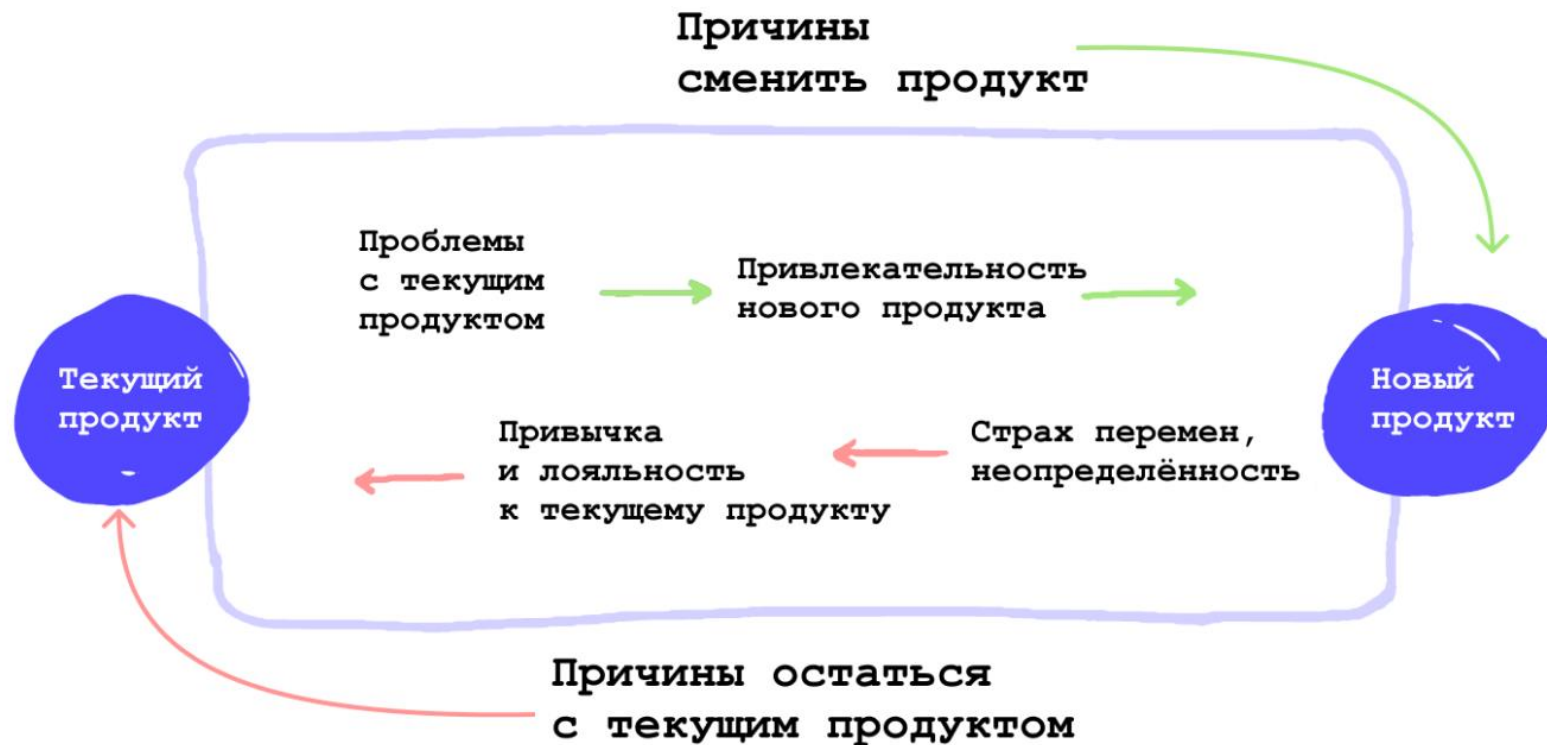 Причины
сменить продукт
Проблемы
с текущим
продуктом
Привлекательность
нового продукта
Текущий
продукт
Новый
продукт
Привычка
и лояльность
к текущему продукту
Страх перемен,
неопределённость
Причины остаться
с текущим продуктом